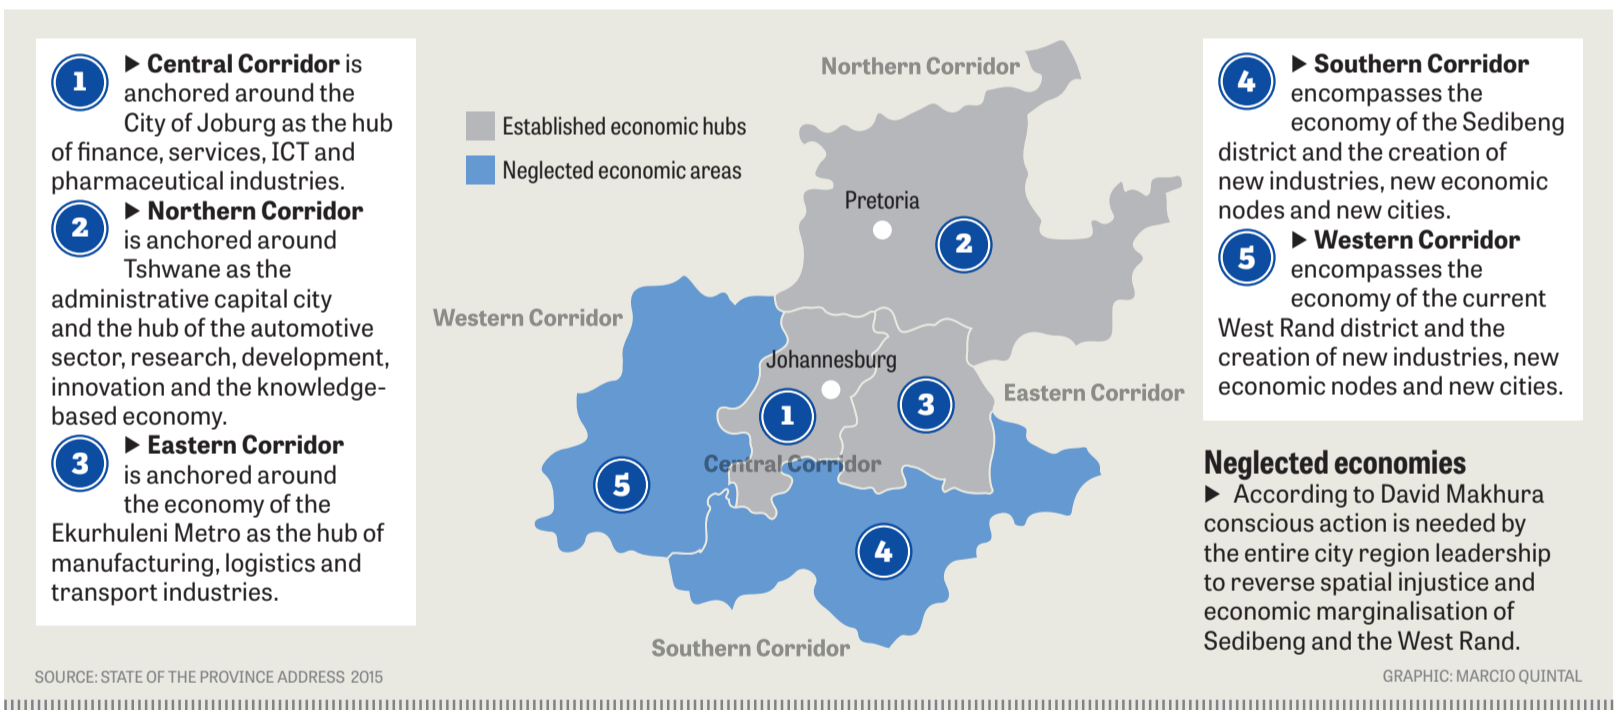 1
▶ Central Corridor is
anchored around the
City of Joburg as the hub
of finance, services, ICT and
pharmaceutical industries.
2
▶ Northern Corridor
is anchored around
Tshwane as the
administrative capital city
and the hub of the automotive
sector, research, development,
innovation and the knowledge-
based economy.
3
▶ Eastern Corridor
is anchored around
the economy of the
Ekurhuleni Metro as the hub of
manufacturing, logistics and
transport industries.
SOURCE: STATE OF THE PROVINCE ADDRESS 2015
Established economic hubs
Neglected economic areas
Northern Corridor
Pretoria
2
Western Corridor
Johannesburg
1
3
Eastern Corridor
Central Corridor
5
4
Southern Corridor
4
▶ Southern Corridor
encompasses the
economy of the Sedibeng
district and the creation of
new industries, new economic
nodes and new cities.
5
▶ Western Corridor
encompasses the
economy of the current
West Rand district and the
creation of new industries, new
economic nodes and new cities.
Neglected economies
▶ According to David Makhura
conscious action is needed by
the entire city region leadership
to reverse spatial injustice and
economic marginalisation of
Sedibeng and the West Rand.
GRAPHIC: MARCIO QUINTAL